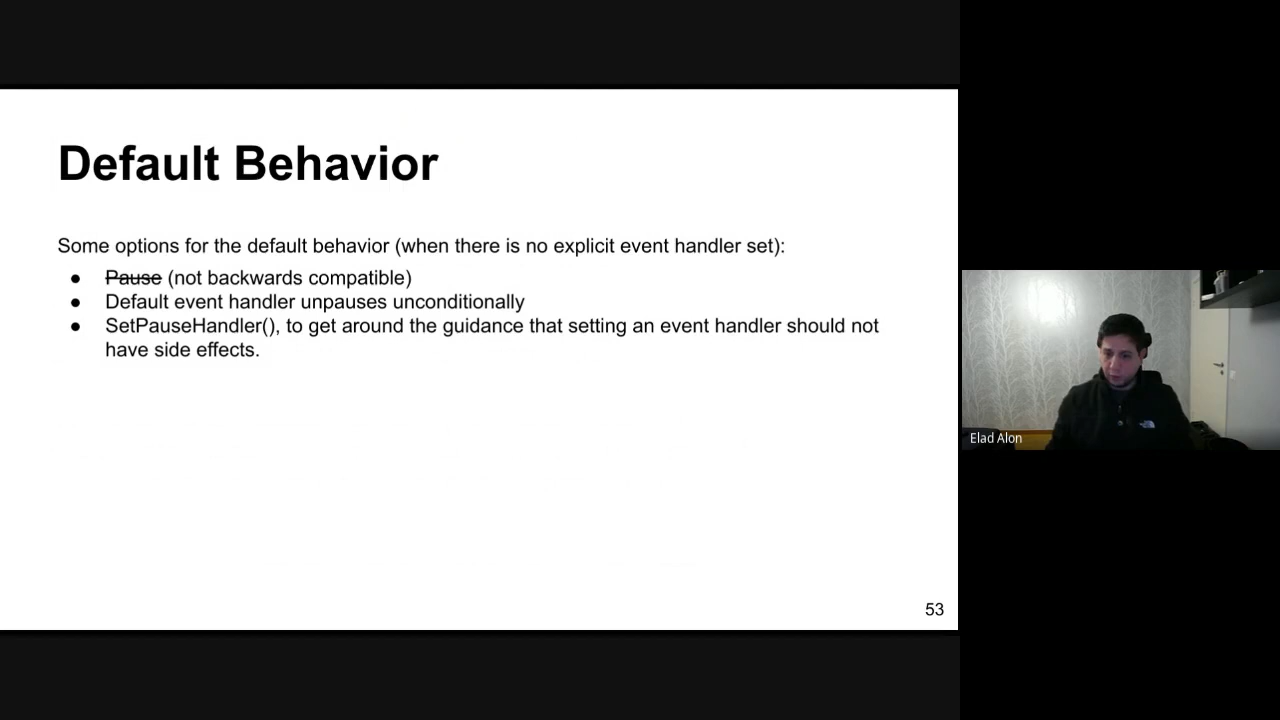 Default Behavior
Some options for the default behavior (when there is no explicit event handler set):
● Pause (not backwards compatible)
● Default event handler unpauses unconditionally
● SetPauseHandler(), to get around the guidance that setting an event handler should not
have side effects.
53
Elad Alon